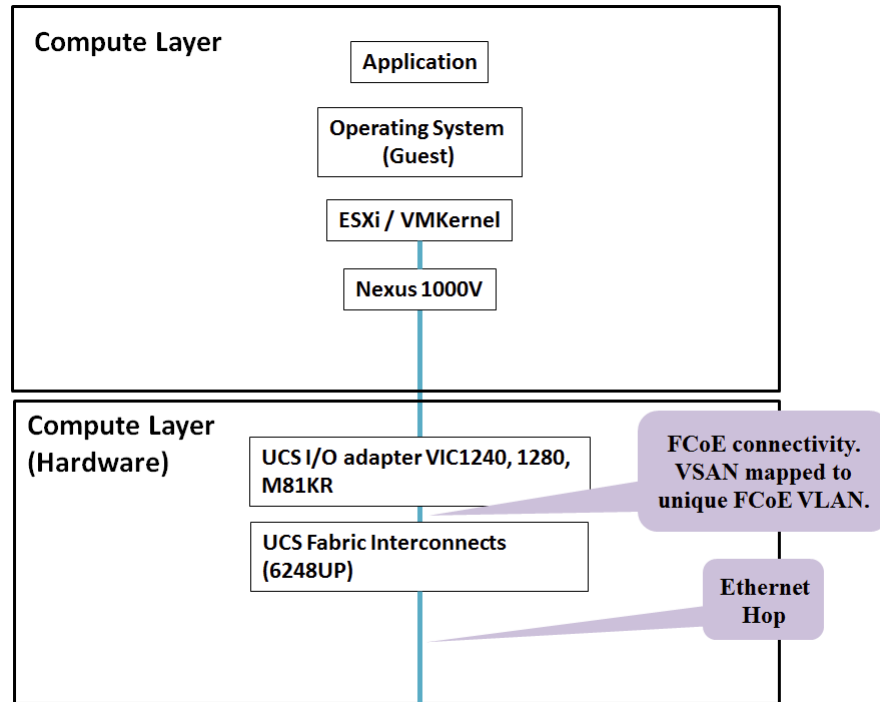 Compute Layer
Application
Operating System
(Guest)
ESXi / VMKernel
Nexus 1000V
Compute Layer
(Hardware)
UCS I/O adapter VIC1240, 1280,
M81KR
FCoE connectivity.
VSAN mapped to
unique FCoE VLAN.
UCS Fabric Interconnects
(6248UP)
Ethernet
Hop